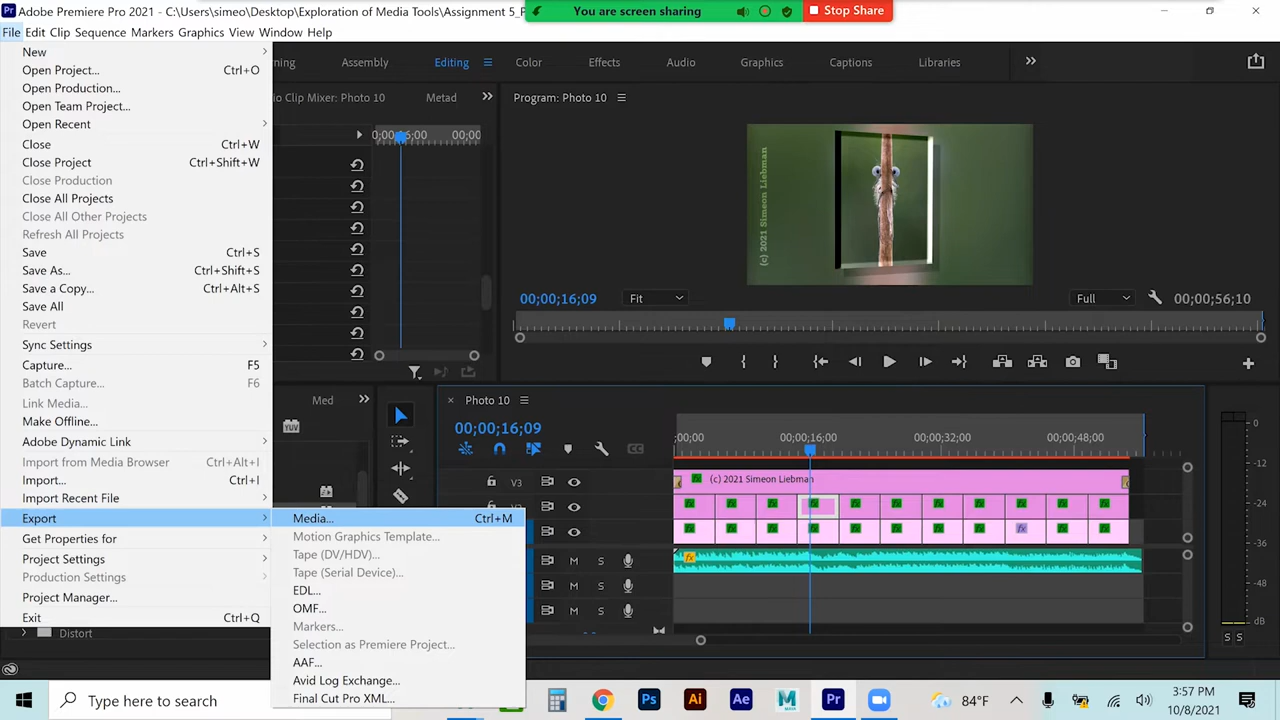 Adobe Premiere Pro 2021 - C:\Users\simeo\Desktop\Exploration of Media Tools\Assignment 5_P
You are screen sharing
Stop Share
File Edit Clip Sequence Markers Graphics View Window Help
New
Open Project... Ctrl+O
Open Production...
Open Team Project...
Open Recent
Close Ctrl+W
Close Project Ctrl+Shift+W
Close Production
Close All Projects
Close All Other Projects
Refresh All Projects
Save Ctrl+S
Save As... Ctrl+Shift+S
Save a Copy... Ctrl+Alt+S
Save All
Revert
Sync Settings
Capture... F5
Batch Capture... F6
Link Media...
Make Offline...
Adobe Dynamic Link
Import from Media Browser Ctrl+Alt+I
Import... Ctrl+I
Import Recent File
Export
Get Properties for
Project Settings
Production Settings
Project Manager...
Exit Ctrl+Q
Distort
Media... Ctrl+M
Motion Graphics Template...
Tape (DV/HDV)...
Tape (Serial Device)...
EDL...
OMF...
Markers...
Selection as Premiere Project...
AAF...
Avid Log Exchange...
Final Cut Pro XML...
ning Assembly Editing Color Effects Audio Graphics Captions Libraries
io Clip Mixer: Photo 10 Metad
Program: Photo 10
(c) 2021 Simeon Liebman
00;00;16;09 Fit Full 00;00;56;10
Med
Photo 10
00;00;16;09
;00;00 00;00;16;00 00;00;32;00 00;00;48;00
V3 (c) 2021 Simeon Liebman
M S
M S
M S
0
-12
-24
-36
-48
dB
S S
Type here to search
Ps Ai Ae M Pr
84°F
3:57 PM
10/8/2021